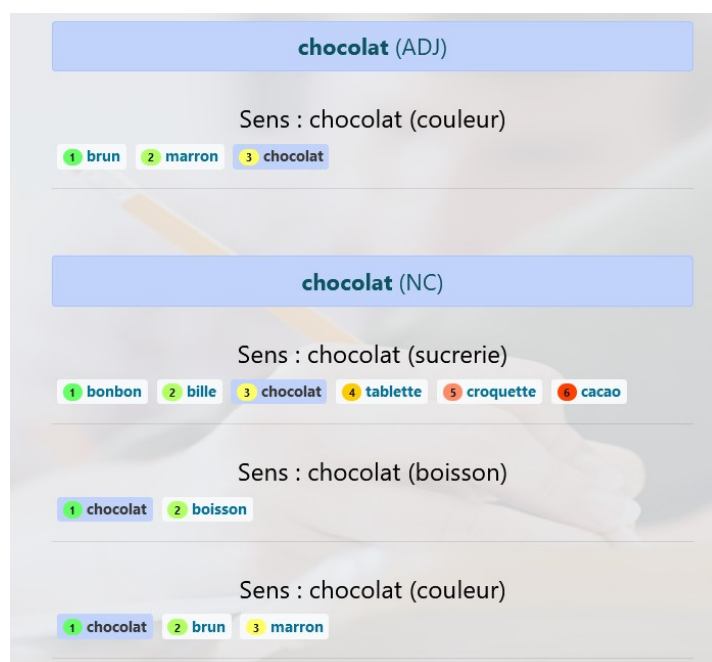 chocolat (ADJ)
Sens : chocolat (couleur)
1 brun 2 marron 3 chocolat
chocolat (NC)
Sens : chocolat (sucrerie)
1 bonbon 2 bille 3 chocolat 4 tablette 5 croquette 6 cacao
Sens : chocolat (boisson)
1 chocolat 2 boisson
Sens : chocolat (couleur)
1 chocolat 2 brun 3 marron